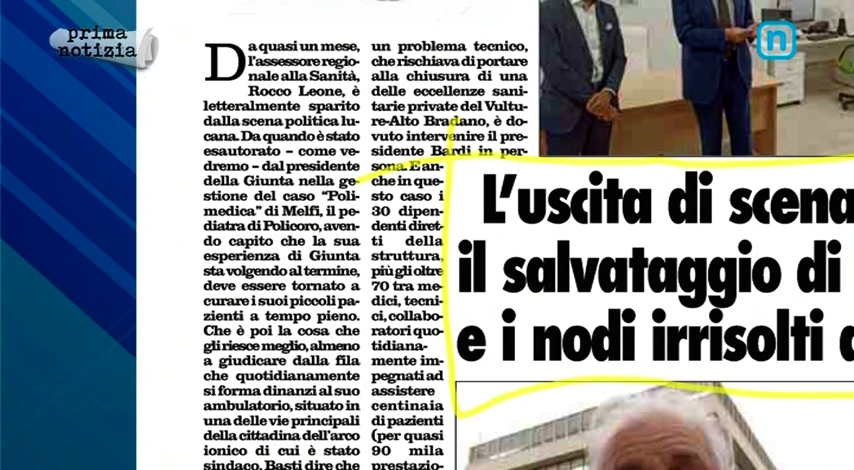 prima
notizia
n
Da quasi un mese,
l'assessore regio-
nale alla Sanità,
Rocco Leone, è
letteralmente sparito
dalla scena politica lu-
cana. Da quando è stato
esautorato – come ve-
dremo – dal presidente
della Giunta nella ge-
stione del caso "Poli-
medica" di Melfi, il pe-
diatra di Policoro, aven-
do capito che la sua
esperienza di Giunta
sta volgendo al termine,
deve essere tornato a
curare i suoi piccoli pa-
zienti a tempo pieno.
Che è poi la cosa che
gli riesce meglio, almeno
a giudicare dalla fila
che quotidianamente
si forma dinanzi al suo
ambulatorio, situato in
una delle vie principali
della cittadina dell'arco
ionico di cui è stato
sindaco. Basti dire che
un problema tecnico,
che rischiava di portare
alla chiusura di una
delle eccellenze sani-
tarie private del Vultu-
re-Alto Bradano, è do-
vuto intervenire il pre-
sidente Bardi in per-
sona. E an-
che in que-
sto caso i
30 dipen-
denti diret-
ti della
struttura,
più gli oltre
70 tra me-
dici, tecni-
ci, collabo-
ratori quo-
tidiana-
mente im-
pegnati ad
assistere
centinaia
di pazienti
(per quasi
90 mila
prestazio-
L'uscita di scena
il salvataggio di
e i nodi irrisolti